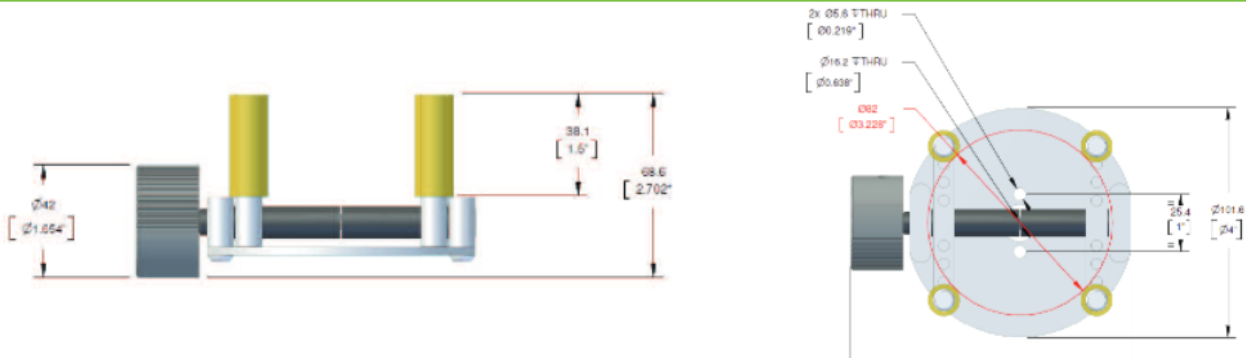 38.1
[ 1.5" ]
68.6
[ 2.702"
Ø42
[ Ø1.654" ]
2x Ø5.6 ↧THRU
[ Ø0.219" ]
Ø16.2 ↧THRU
[ Ø0.638" ]
Ø82
[ Ø3.228" ]
=
25.4
[ 1" ]
=
Ø101.6
[ Ø4" ]